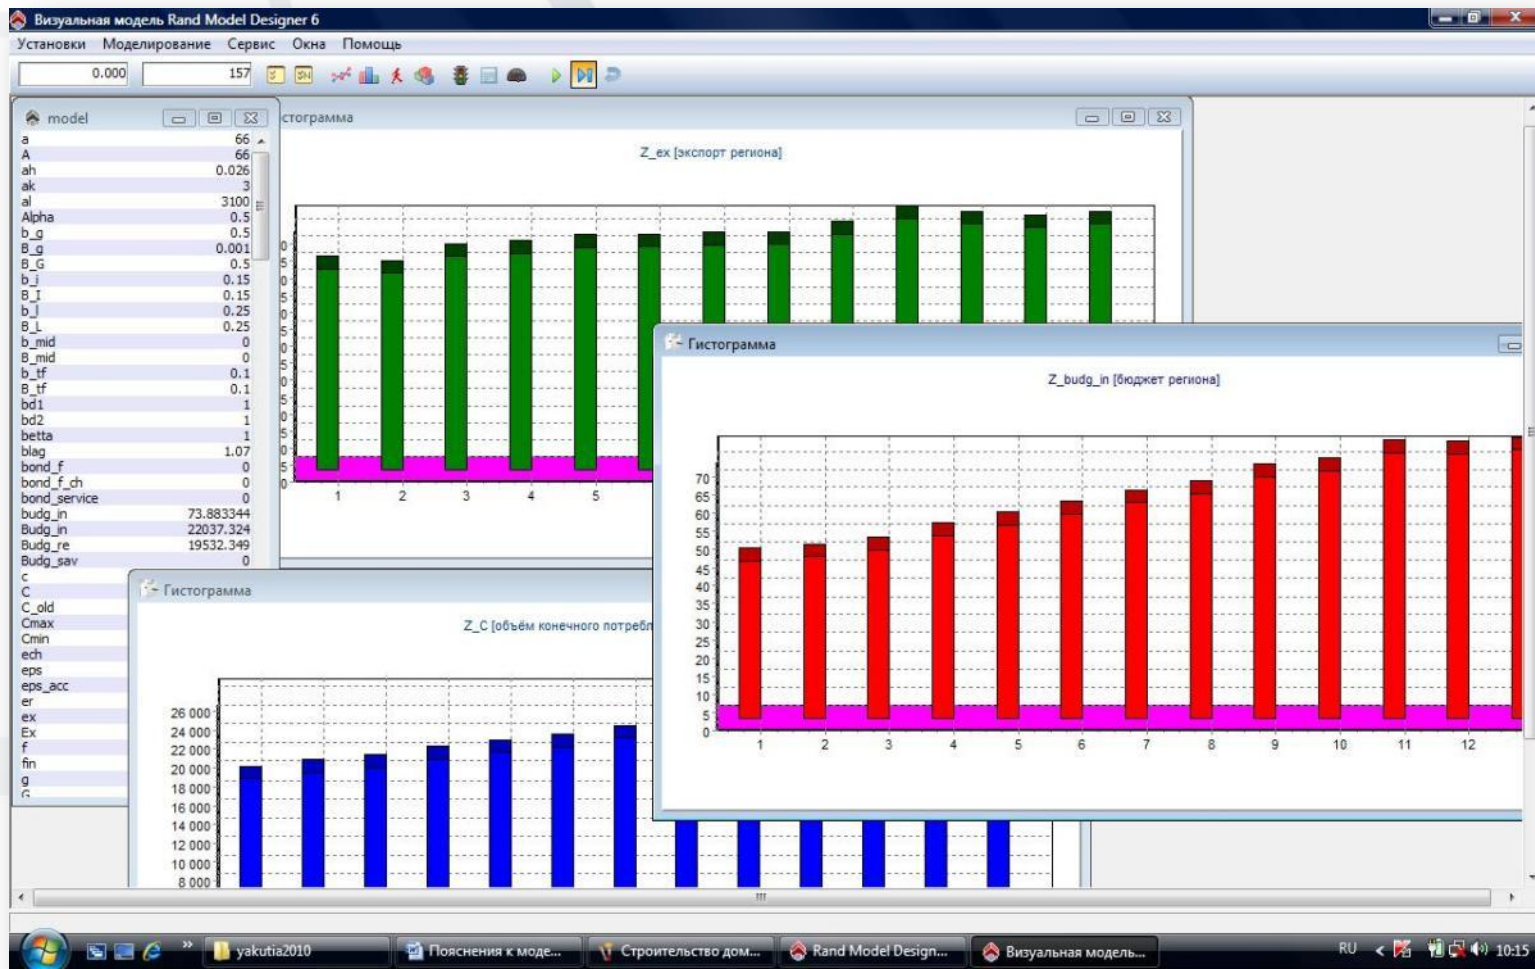 Визуальная модель Rand Model Designer 6
Установки Моделирование Сервис Окна Помощь
0.000 157
model
a 66
A 66
ah 0.026
ak 3
al 3100
Alpha 0.5
b_g 0.5
B_g 0.001
B_G 0.5
b_i 0.15
B_I 0.15
b_l 0.25
B_L 0.25
b_mid 0
B_mid 0
b_tf 0.1
B_tf 0.1
bd1 1
bd2 1
betta 1
blag 1.07
bond_f 0
bond_f_ch 0
bond_service 0
budg_in 73.883344
Budg_in 22037.324
Budg_re 19532.349
Budg_sav 0
c
C
C_old
Cmax
Cmin
ech
eps
eps_acc
er
ex
Ex
f
fin
g
G
стограмма
Z_ex [экспорт региона]
1 2 3 4 5
Гистограмма
Z_budg_in [бюджет региона]
70
65
60
55
50
45
40
35
30
25
20
15
10
5
0
1 2 3 4 5 6 7 8 9 10 11 12
Гистограмма
Z_C [объём конечного потребл
26 000
24 000
22 000
20 000
18 000
16 000
14 000
12 000
10 000
8 000
yakutia2010 Пояснения к моде... Строительство дом... Rand Model Design... Визуальная модель... RU 10:15